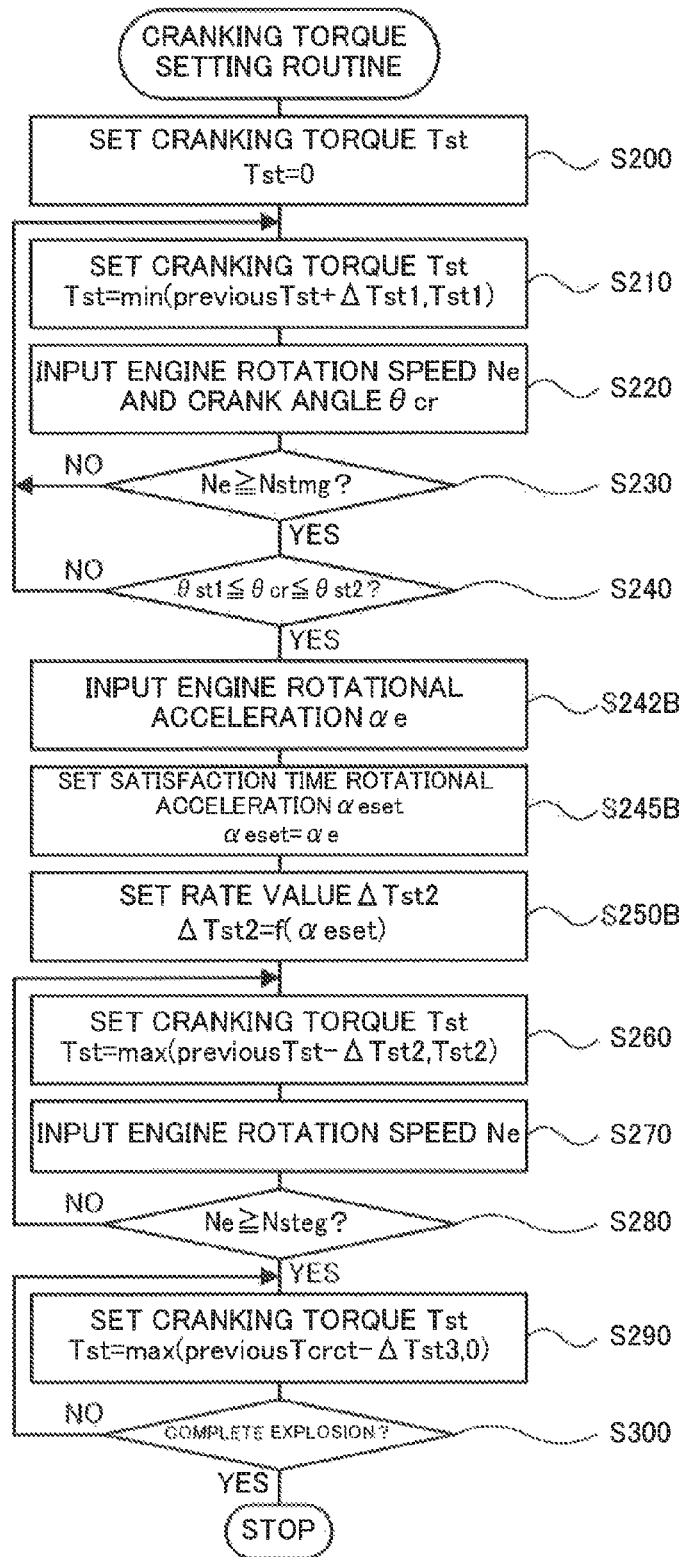 CRANKING TORQUE
SETTING ROUTINE
SET CRANKING TORQUE Tst
Tst=0
S200
SET CRANKING TORQUE Tst
Tst=min(previousTst+ΔTst1,Tst1)
S210
INPUT ENGINE ROTATION SPEED Ne
AND CRANK ANGLE θcr
S220
NO
Ne≧Nstmg?
S230
YES
NO
θst1≦θcr≦θst2?
S240
YES
INPUT ENGINE ROTATIONAL
ACCELERATION αe
S242B
SET SATISFACTION TIME ROTATIONAL
ACCELERATION αeset
αeset=αe
S245B
SET RATE VALUE ΔTst2
ΔTst2=f(αeset)
S250B
SET CRANKING TORQUE Tst
Tst=max(previousTst-ΔTst2,Tst2)
S260
INPUT ENGINE ROTATION SPEED Ne
S270
NO
Ne≧Nsteg?
S280
YES
SET CRANKING TORQUE Tst
Tst=max(previousTcrct-ΔTst3,0)
S290
NO
COMPLETE EXPLOSION?
S300
YES
STOP